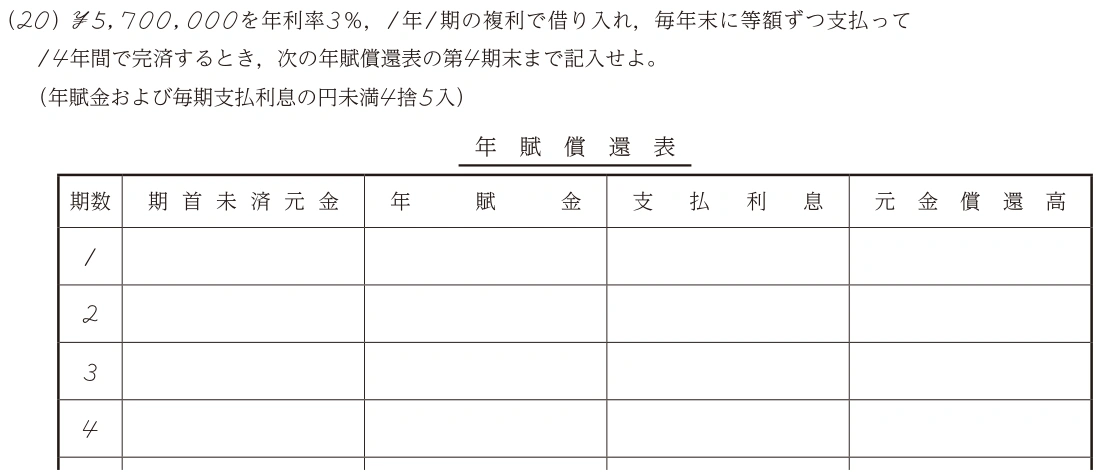 (20) ¥5,700,000を年利率3%，1年1期の複利で借り入れ，毎年末に等額ずつ支払って
14年間で完済するとき，次の年賦償還表の第4期末まで記入せよ。
(年賦金および毎期支払利息の円未満4捨5入)
年賦償還表
期数 期首未済元金 年賦金 支払利息 元金償還高
1
2
3
4